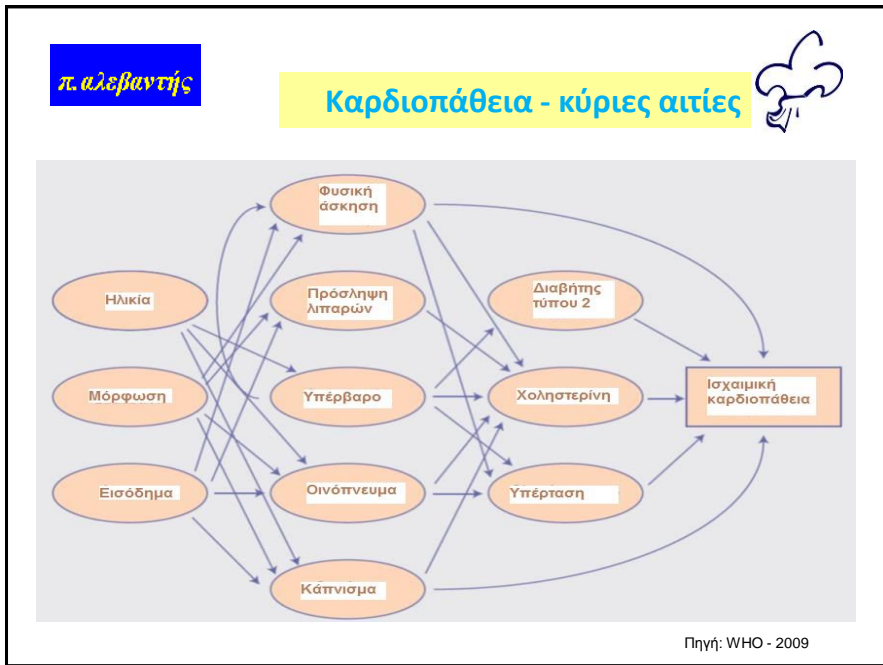 π. αλεβαντής
Καρδιοπάθεια - κύριες αιτίες
Φυσική
άσκηση
Ηλικία
Πρόσληψη
λιπαρών
Διαβήτης
τύπου 2
Μόρφωση
Υπέρβαρο
Χοληστερίνη
Ισχαιμική
καρδιοπάθεια
Εισόδημα
Οινόπνευμα
Υπέρταση
Κάπνισμα
Πηγή: WHO - 2009